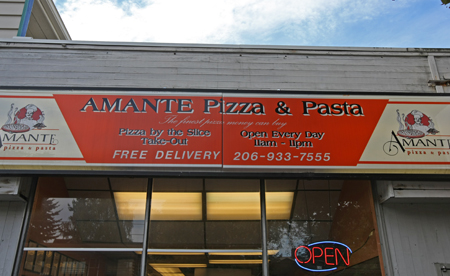 AMANTE Pizza & Pasta
The finest pizza money can buy
Pizza by the Slice
Take-Out
Open Every Day
11am - 11pm
FREE DELIVERY 206-933-7555
AMANTE
pizza & pasta
AMANTE
pizza & pasta
OPEN